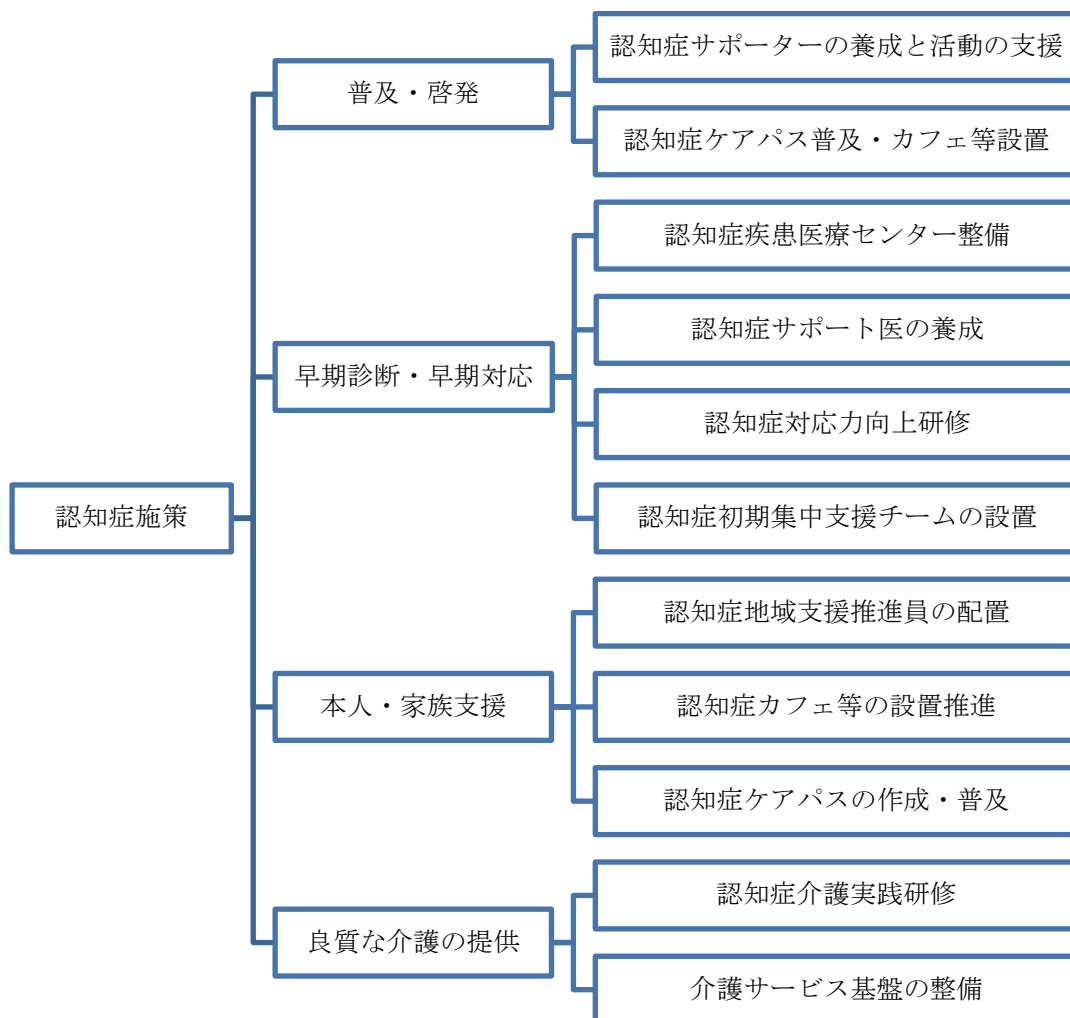 認知症施策
普及・啓発
認知症サポーターの養成と活動の支援
認知症ケアパス普及・カフェ等設置
早期診断・早期対応
認知症疾患医療センター整備
認知症サポート医の養成
認知症対応力向上研修
認知症初期集中支援チームの設置
本人・家族支援
認知症地域支援推進員の配置
認知症カフェ等の設置推進
認知症ケアパスの作成・普及
良質な介護の提供
認知症介護実践研修
介護サービス基盤の整備